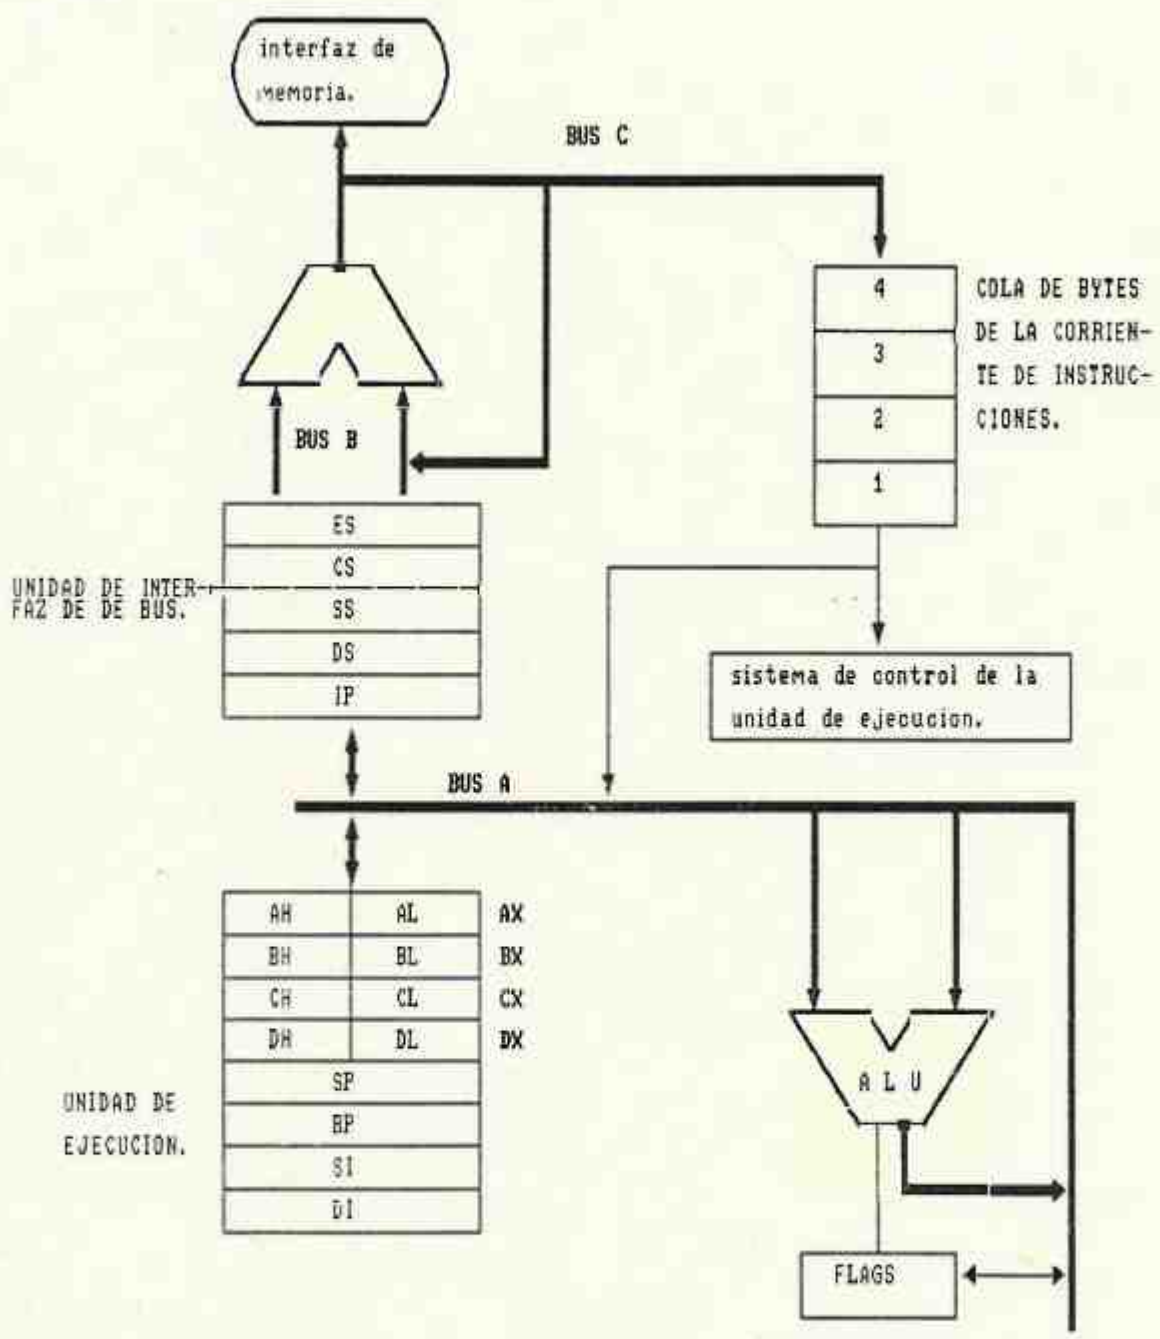 interfaz de
memoria.
BUS C
4
3
2
1
COLA DE BYTES
DE LA CORRIEN-
TE DE INSTRUC-
CIONES.
BUS B
ES
CS
SS
DS
IP
UNIDAD DE INTER-
FAZ DE DE BUS.
sistema de control de la
unidad de ejecucion.
BUS A
AH AL AX
BH BL BX
CH CL CX
DH DL DX
SP
BP
SI
DI
UNIDAD DE
EJECUCION.
A L U
FLAGS